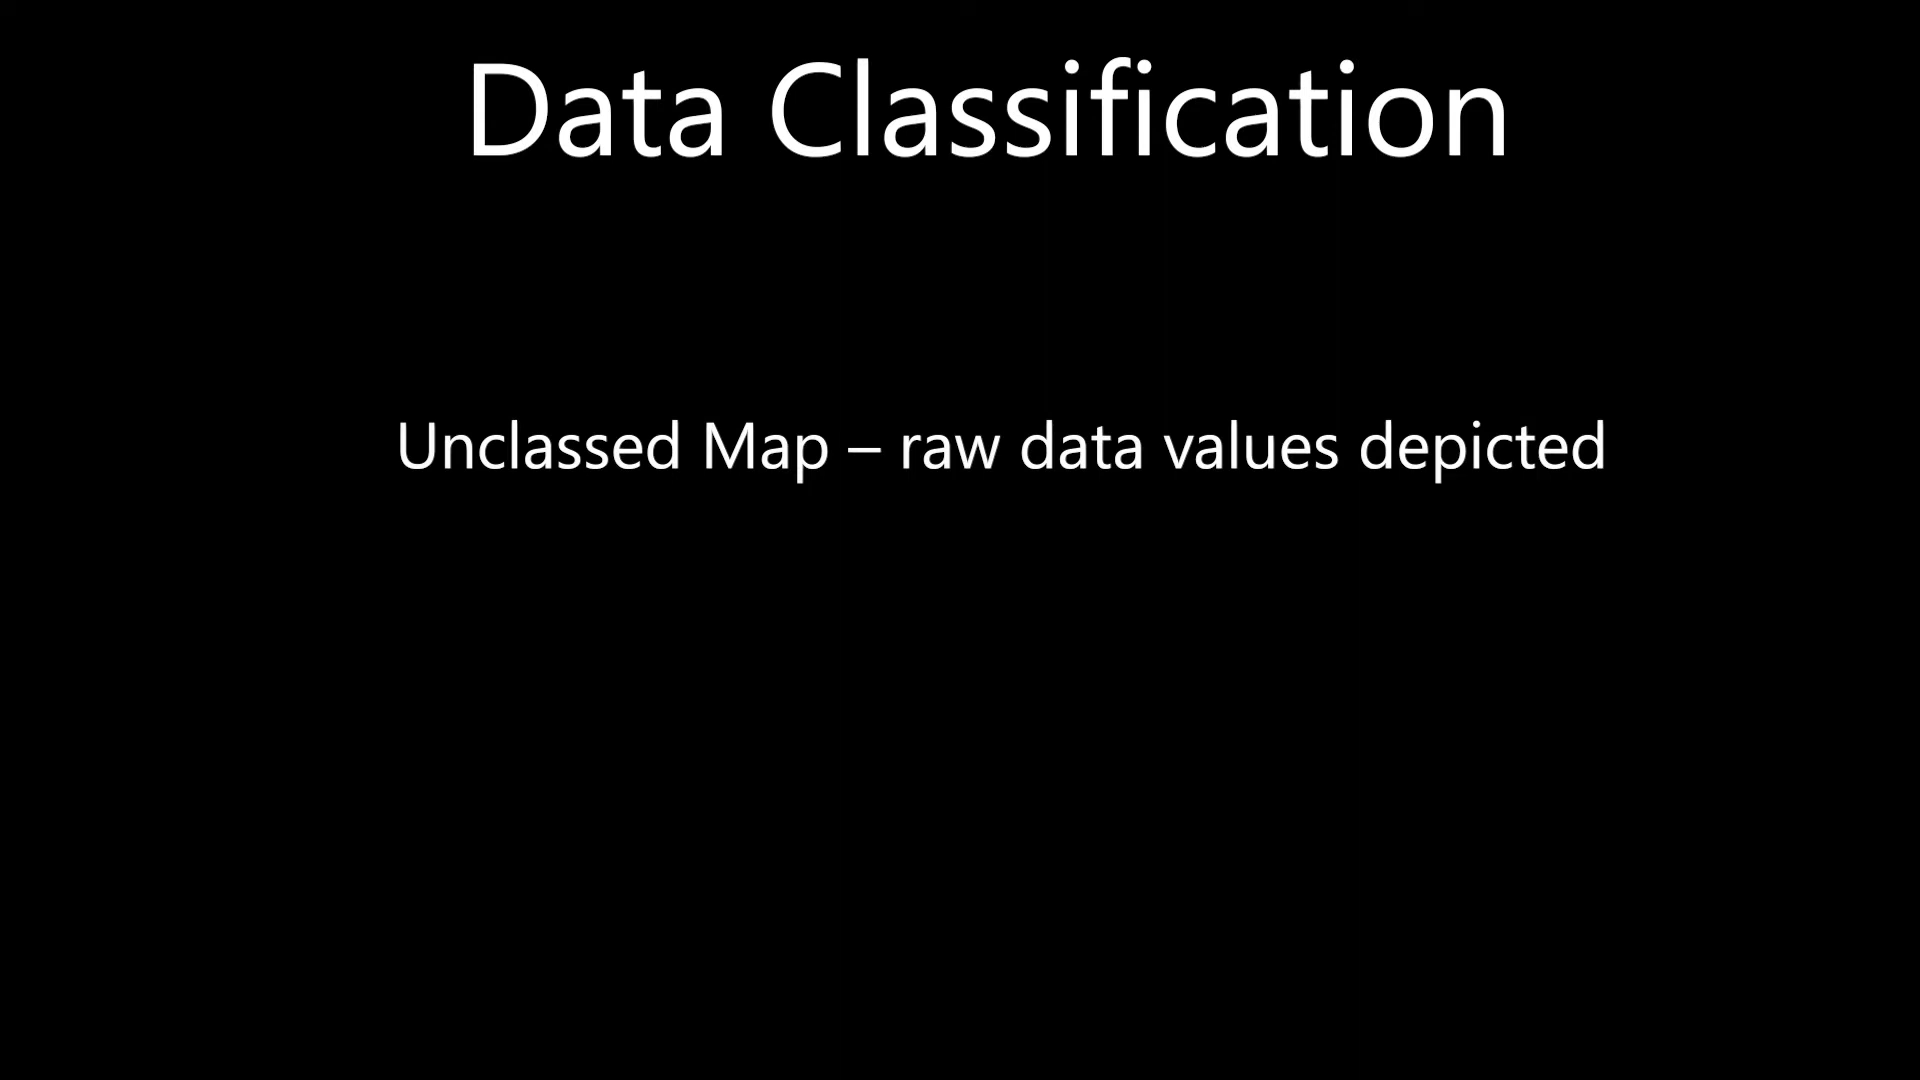 Data Classification
Unclassed Map – raw data values depicted